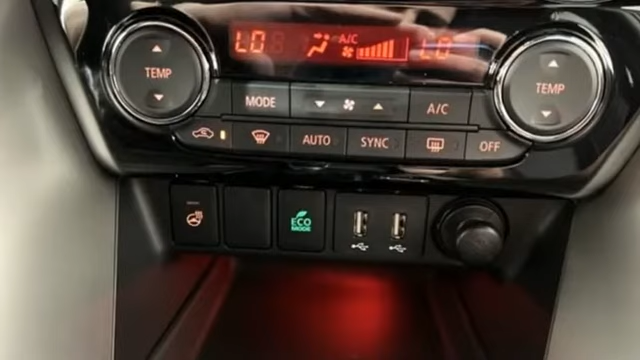 LO A/C LO
TEMP
TEMP
MODE A/C
AUTO SYNC OFF
ECO
MODE